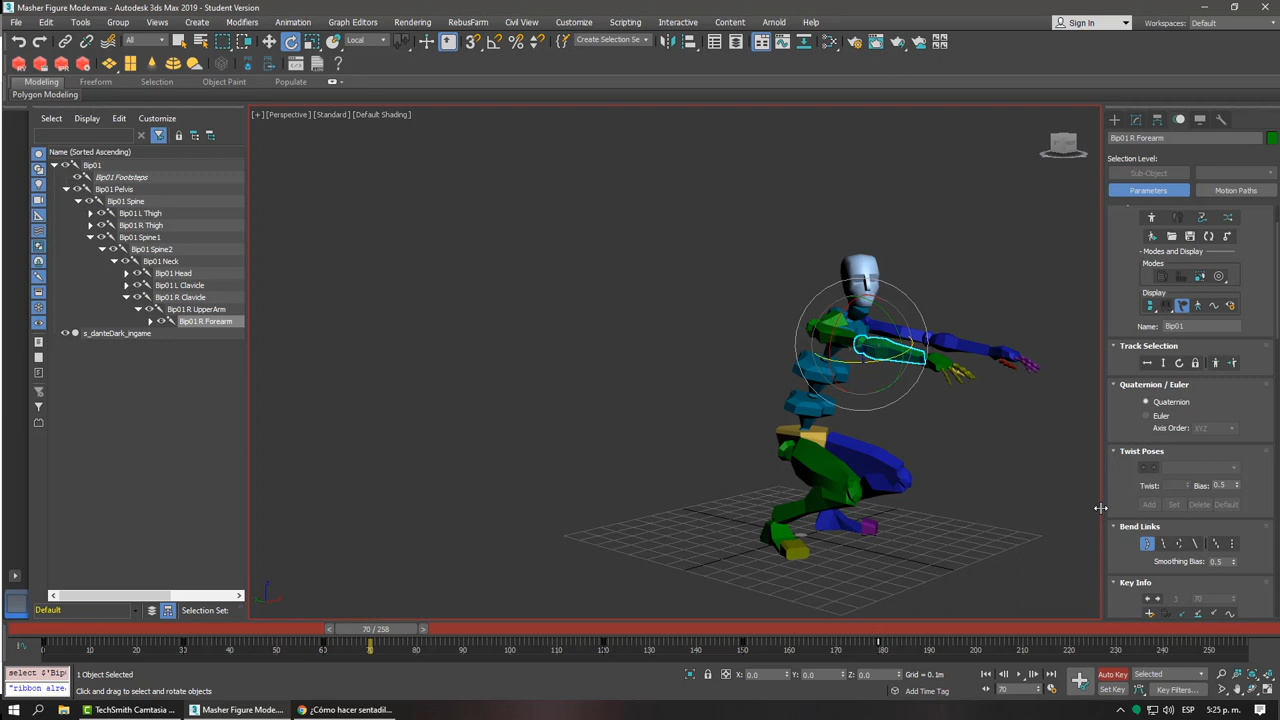 Masher Figure Mode.max - Autodesk 3ds Max 2019 - Student Version
File Edit Tools Group Views Create Modifiers Animation Graph Editors Rendering RebusFarm Civil View Customize Scripting Interactive Content Arnold Help
Sign In Workspaces: Default
All Local Create Selection Se
Modeling Freeform Selection Object Paint Populate
Polygon Modeling
Select Display Edit Customize
Name (Sorted Ascending)
Bip01
Bip01 Footsteps
Bip01 Pelvis
Bip01 Spine
Bip01 L Thigh
Bip01 R Thigh
Bip01 Spine1
Bip01 Spine2
Bip01 Neck
Bip01 Head
Bip01 L Clavicle
Bip01 R Clavicle
Bip01 R UpperArm
Bip01 R Forearm
s_danteDark_ingame
Default Selection Set:
[+] [Perspective] [Standard] [Default Shading]
Bip01 R Forearm
Selection Level:
Sub-Object
Parameters Motion Paths
- Modes and Display
Modes
Display
Name: Bip01
Track Selection
Quaternion / Euler
Quaternion
Euler
Axis Order: XYZ
Twist Poses
Twist: Bias: 0.5
Add Set Delete Default
Bend Links
Smoothing Bias: 0.5
Key Info
3 70
70 / 258
0 10 20 30 40 50 60 70 80 90 100 110 120 130 140 150 160 170 180 190 200 210 220 230 240 250
select $'Bip
"ribbon alre
1 Object Selected
Click and drag to select and rotate objects
X: 0.0 Y: 0.0 Z: 0.0 Grid = 0.1m
Add Time Tag
70
Auto Key Selected
Set Key Key Filters...
TechSmith Camtasia ... Masher Figure Mode.... ¿Cómo hacer sentadil...
ESP 5:25 p. m.